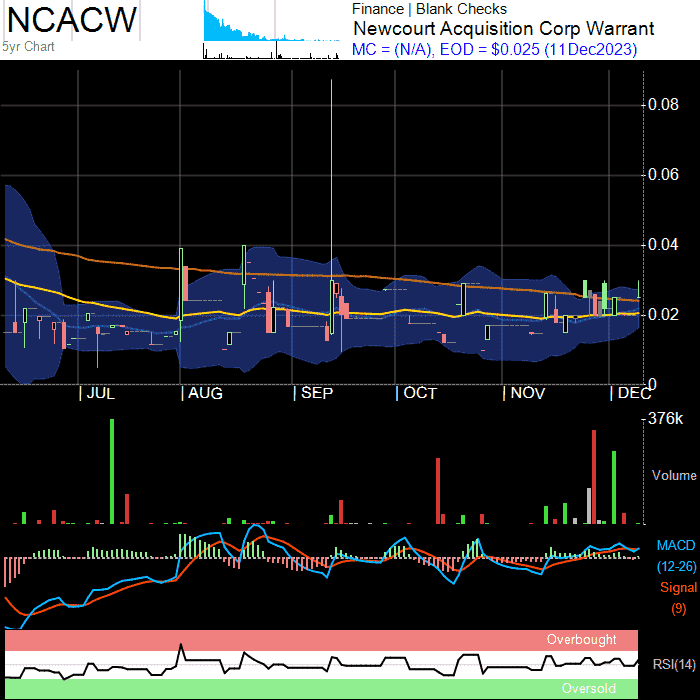 NCACW
Finance | Blank Checks
Newcourt Acquisition Corp Warrant
5yr Chart
MC = (N/A), EOD = $0.025 (11Dec2023)
0.08
0.06
0.04
0.02
0
| JUL | AUG | SEP | OCT | NOV | DEC
376k
Volume
MACD
(12-26)
Signal
(9)
Overbought
RSI(14)
Oversold